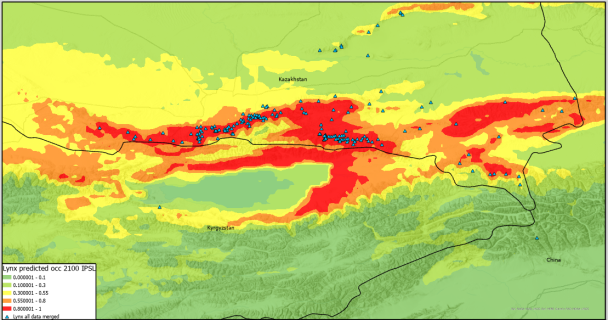 Kazakhstan
Kyrgyzstan
China
Lynx predicted occ 2100 IPSL
0.000001 - 0.1
0.100001 - 0.3
0.300001 - 0.55
0.550001 - 0.8
0.800001 - 1
Lynx all data merged